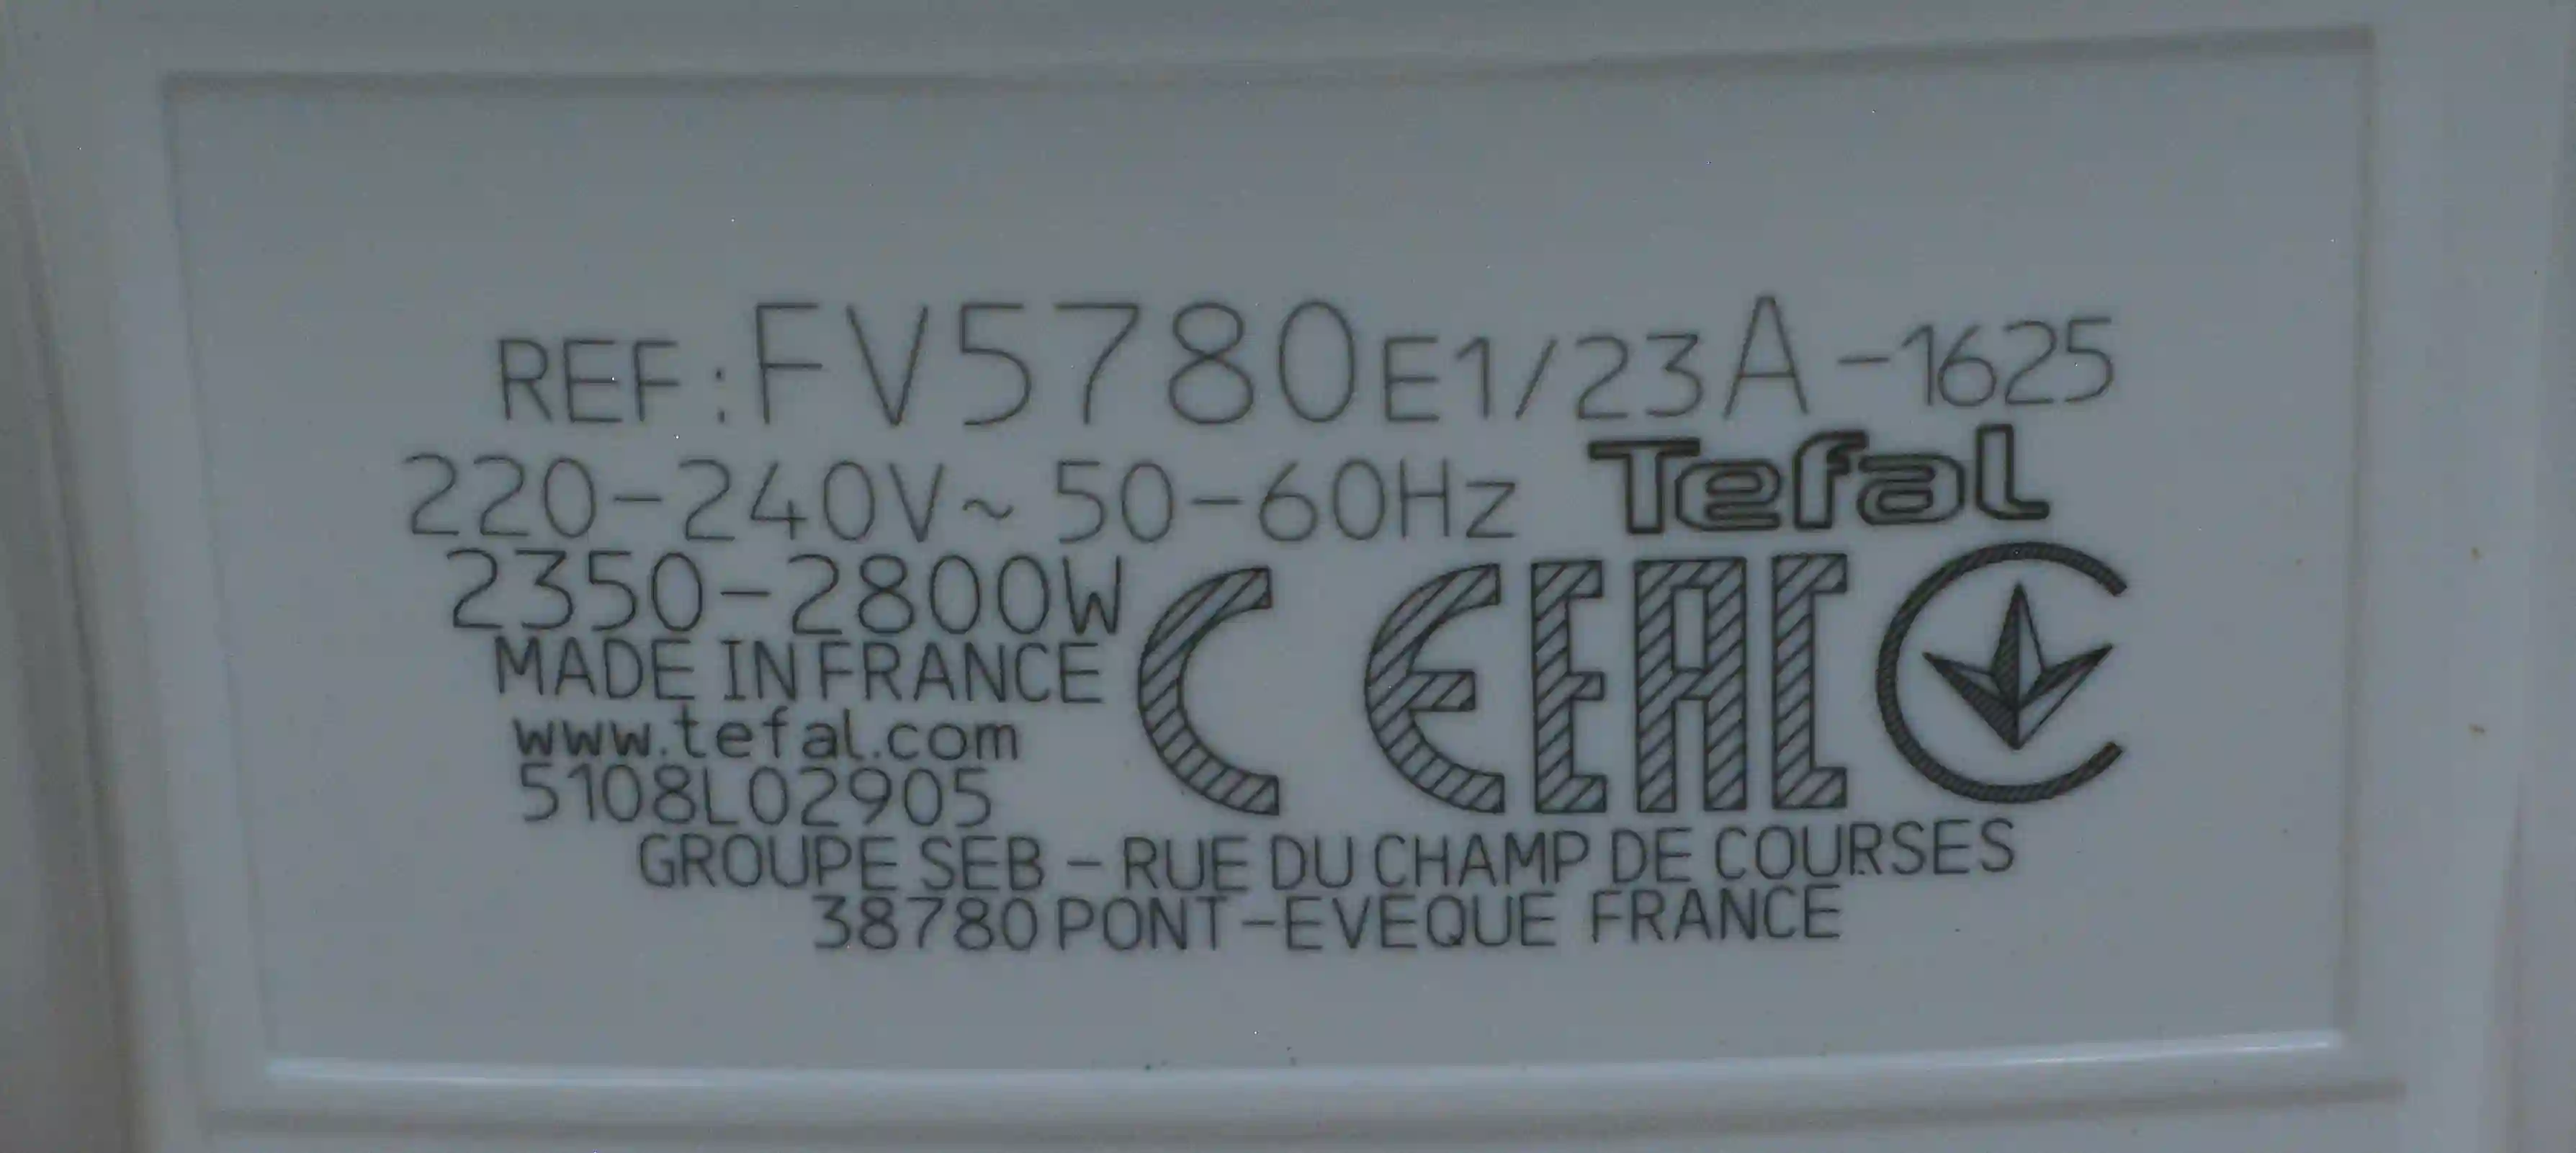 REF: FV5780E1/23A-1625
220-240V~ 50-60Hz Tefal
2350-2800W
MADE IN FRANCE
www.tefal.com
5108L02905
CE EAC
GROUPE SEB - RUE DU CHAMP DE COURSES
38780 PONT-EVEQUE FRANCE